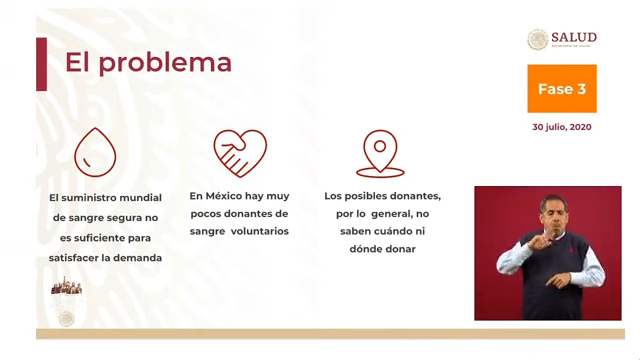 El problema
SALUD
SECRETARÍA DE SALUD
Fase 3
30 julio, 2020
El suministro mundial
de sangre segura no
es suficiente para
satisfacer la demanda
En México hay muy
pocos donantes de
sangre voluntarios
Los posibles donantes,
por lo general, no
saben cuándo ni
dónde donar